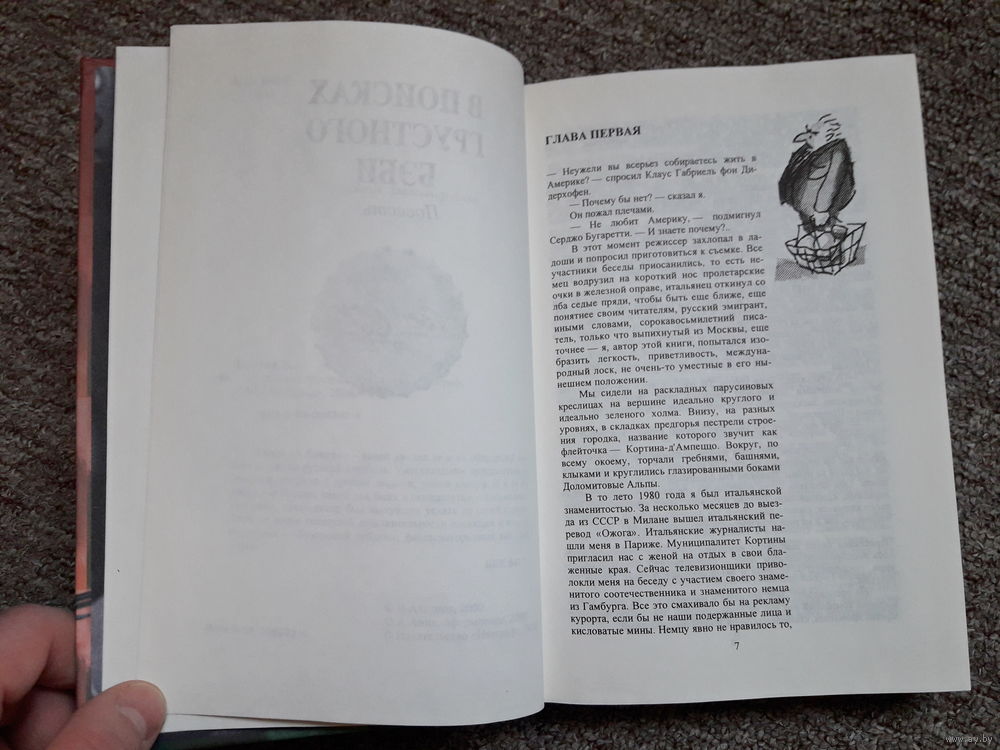 В ПОИСКАХ
ГРУСТНОГО
БЭБИ
Повесть
ГЛАВА ПЕРВАЯ
— Неужели вы всерьез собираетесь жить в
Америке? — спросил Клаус Габриель фон Ди-
дерхофен.
— Почему бы нет? — сказал я.
Он пожал плечами.
— Не любит Америку, — подмигнул
Серджо Бугаретти. — И знаете почему?..
В этот момент режиссер захлопал в ла-
доши и попросил приготовиться к съемке. Все
участники беседы приосанились, то есть не-
мец водрузил на короткий нос пролетарские
очки в железной оправе, итальянец откинул со
лба седые пряди, чтобы быть еще ближе, еще
понятнее своим читателям, русский эмигрант,
иными словами, сорокавосьмилетний писа-
тель, только что выпихнутый из Москвы, еще
точнее — я, автор этой книги, попытался изо-
бразить легкость, приветливость, междуна-
родный лоск, не очень-то уместные в его ны-
нешнем положении.
Мы сидели на раскладных парусиновых
креслицах на вершине идеально круглого и
идеально зеленого холма. Внизу, на разных
уровнях, в складках предгорья пестрели строе-
ния городка, название которого звучит как
флейточка — Кортина-д'Ампеццо. Вокруг, по
всему окоему, торчали гребнями, башнями,
клыками и круглились глазированными боками
Доломитовые Альпы.
В то лето 1980 года я был итальянской
знаменитостью. За несколько месяцев до выез-
да из СССР в Милане вышел итальянский пе-
ревод «Ожога». Итальянские журналисты на-
шли меня в Париже. Муниципалитет Кортины
пригласил нас с женой на отдых в свои бла-
женные края. Сейчас телевизионщики приво-
локли меня на беседу с участием своего знаме-
нитого соотечественника и знаменитого немца
из Гамбурга. Все это смахивало бы на рекламу
курорта, если бы не наши подержанные лица и
кисловатые мины. Немцу явно не нравилось то,
7
www.ay.by